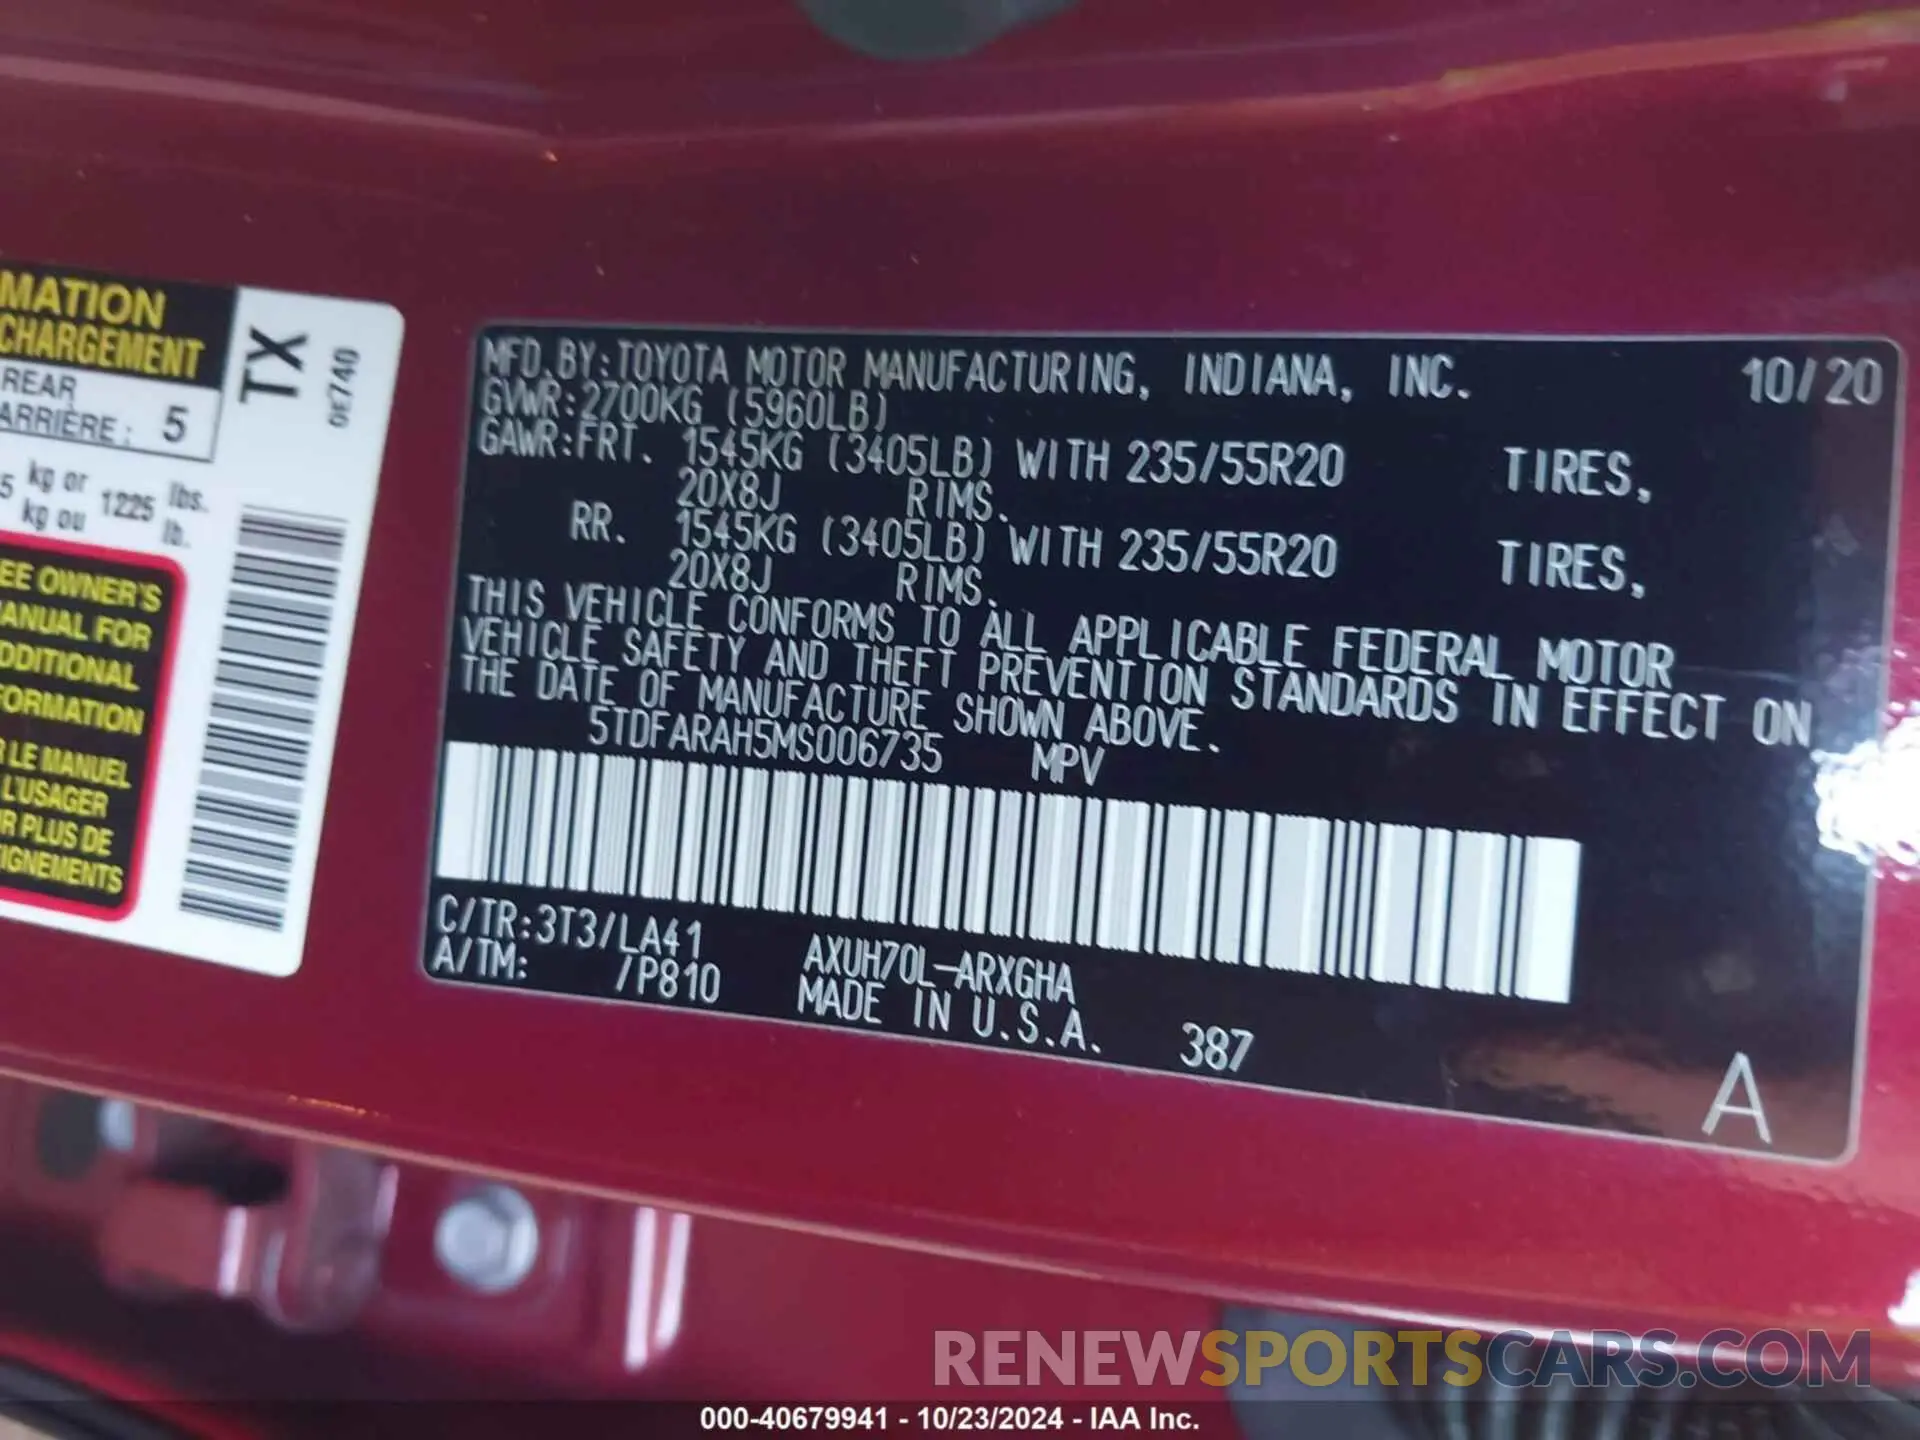 MATION
CHARGEMENT
REAR
ARRIÈRE : 5
5 kg or 1225 lbs.
kg ou lb.
TX
0E740
EE OWNER'S
ANUAL FOR
DDITIONAL
FORMATION
R LE MANUEL
L'USAGER
R PLUS DE
IGNEMENTS
MFD.BY:TOYOTA MOTOR MANUFACTURING, INDIANA, INC. 10/20
GVWR:2700KG (5960LB)
GAWR:FRT. 1545KG (3405LB) WITH 235/55R20 TIRES,
20X8J RIMS.
RR. 1545KG (3405LB) WITH 235/55R20 TIRES,
20X8J RIMS.
THIS VEHICLE CONFORMS TO ALL APPLICABLE FEDERAL MOTOR
VEHICLE SAFETY AND THEFT PREVENTION STANDARDS IN EFFECT ON
THE DATE OF MANUFACTURE SHOWN ABOVE.
5TDFARAH5MS006735 MPV
C/TR:3T3/LA41 AXUH70L-ARXGHA
A/TM: /P810 MADE IN U.S.A. 387
A
RENEWSPORTSCARS.COM
000-40679941 - 10/23/2024 - IAA Inc.